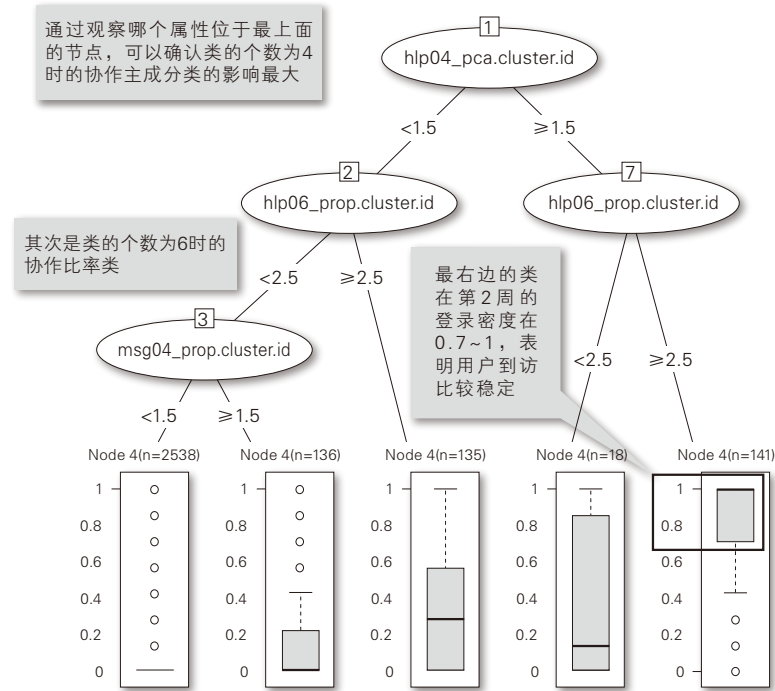 通过观察哪个属性位于最上面
的节点，可以确认类的个数为4
时的协作主成分类的影响最大
1
hlp04_pca.cluster.id
<1.5
⩾1.5
2
hlp06_prop.cluster.id
7
hlp06_prop.cluster.id
其次是类的个数为6时的
协作比率类
<2.5
⩾2.5
最右边的类
在第2周的
登录密度在
0.7~1，表
明用户到访
比较稳定
3
msg04_prop.cluster.id
<2.5
⩾2.5
<1.5
⩾1.5
Node 4(n=2538)
Node 4(n=136)
Node 4(n=135)
Node 4(n=18)
Node 4(n=141)
1
0.8
0.6
0.4
0.2
0
1
0.8
0.6
0.4
0.2
0
1
0.8
0.6
0.4
0.2
0
1
0.8
0.6
0.4
0.2
0
1
0.8
0.6
0.4
0.2
0